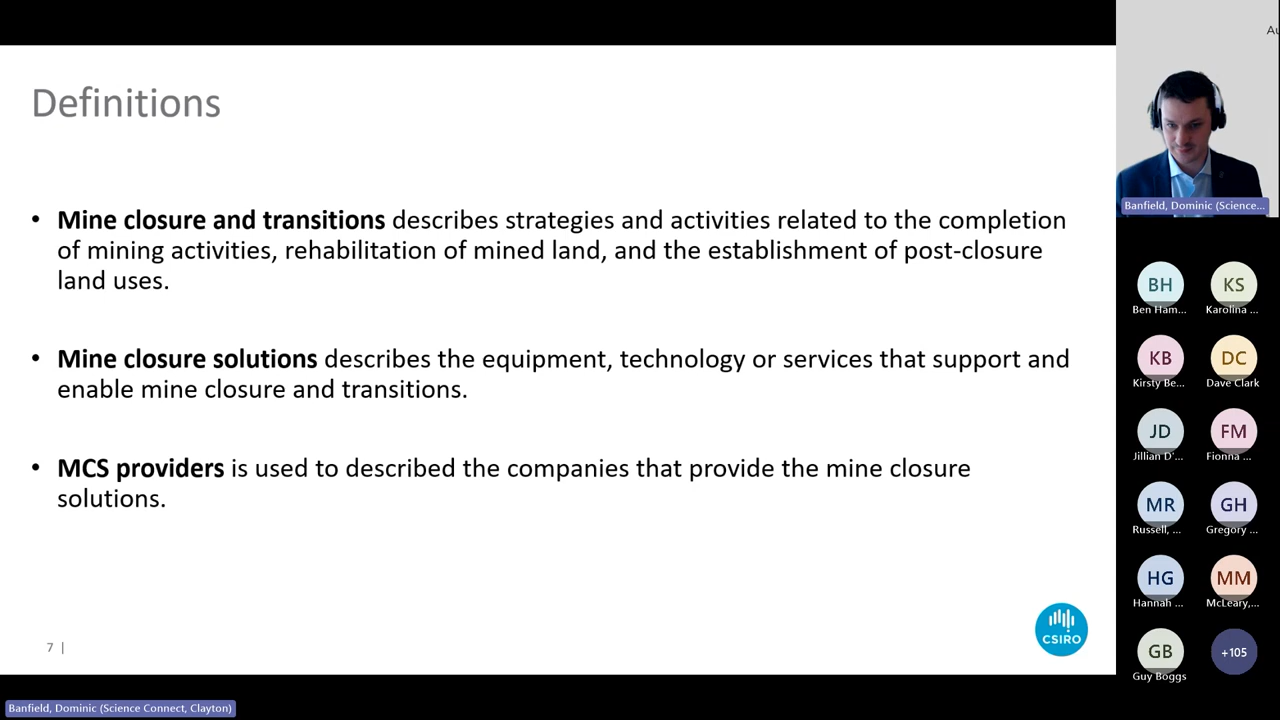 Definitions
• Mine closure and transitions describes strategies and activities related to the completion
of mining activities, rehabilitation of mined land, and the establishment of post-closure
land uses.
• Mine closure solutions describes the equipment, technology or services that support and
enable mine closure and transitions.
• MCS providers is used to described the companies that provide the mine closure
solutions.
7 |
CSIRO
Banfield, Dominic (Science Connect, Clayton)
Au
Banfield, Dominic (Science...
BH
Ben Ham...
KS
Karolina ...
KB
Kirsty Be...
DC
Dave Clark
JD
Jillian D'...
FM
Fionna ...
MR
Russell, ...
GH
Gregory ...
HG
Hannah ...
MM
McLeary,...
GB
Guy Boggs
+105